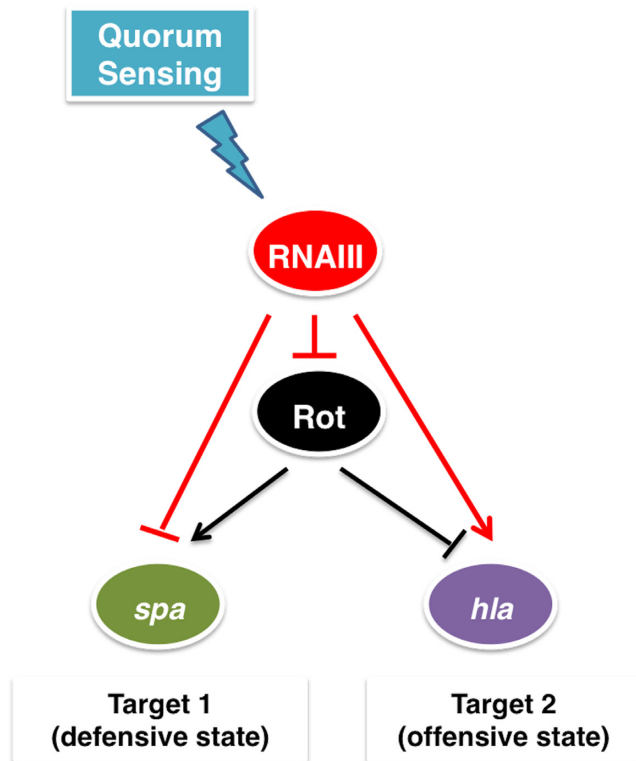 Quorum
Sensing
RNAIII
Rot
spa
hla
Target 1
(defensive state)
Target 2
(offensive state)